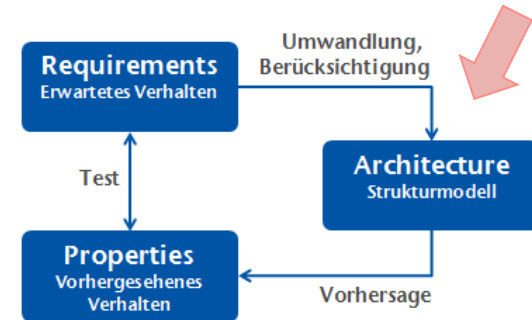 Umwandlung,
Berücksichtigung
Requirements
Erwartetes Verhalten
Architecture
Strukturmodell
Test
Properties
Vorhergesehenes
Verhalten
Vorhersage